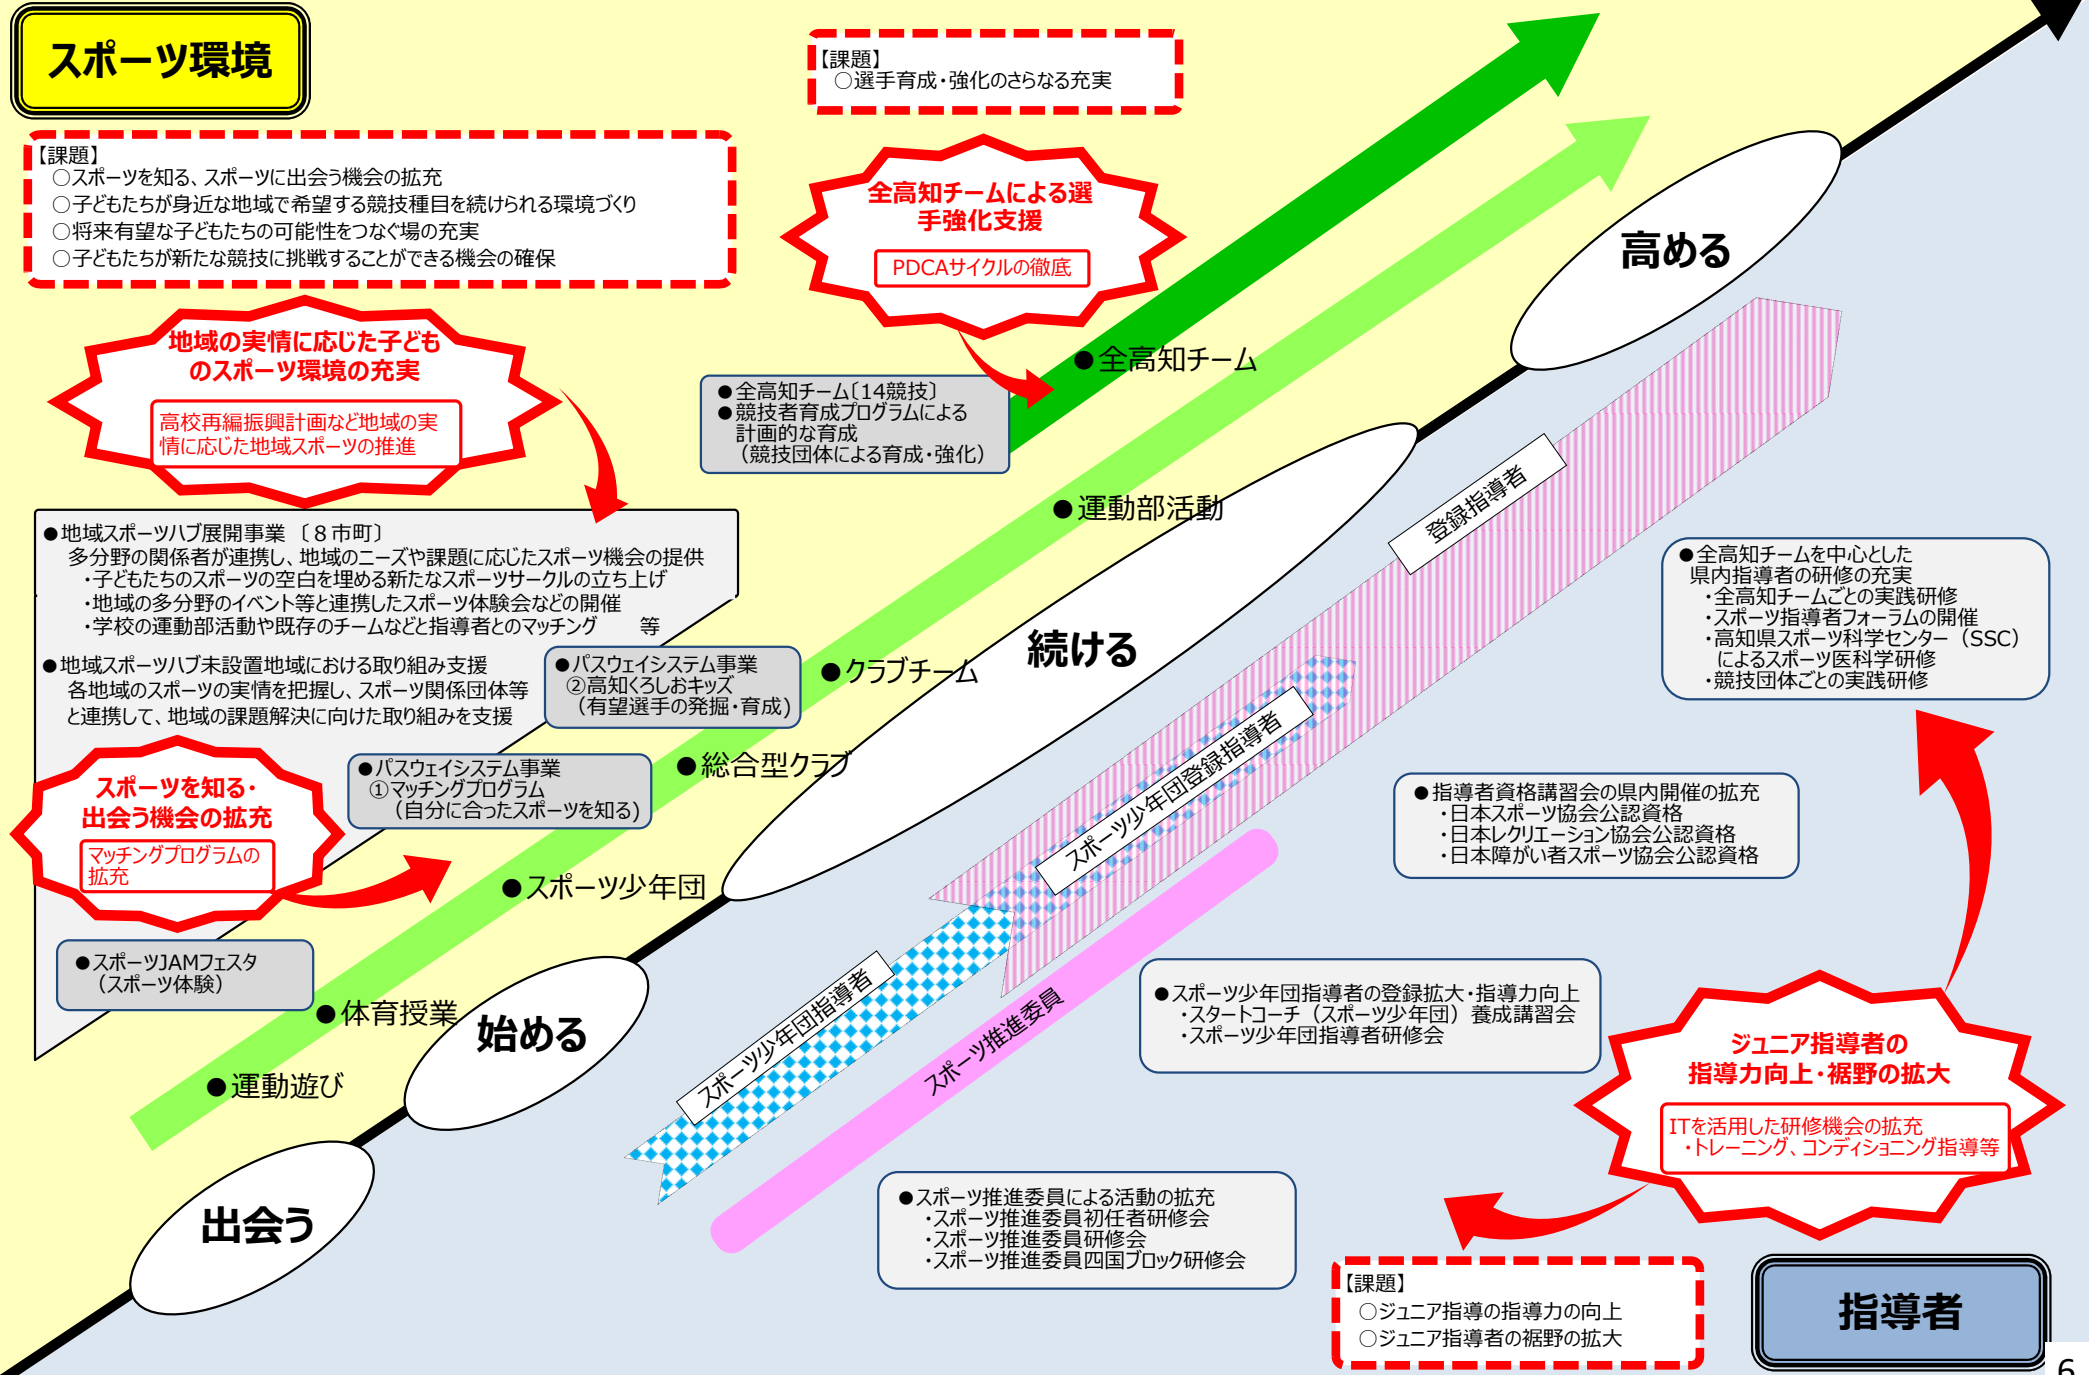 スポーツ環境
【課題】
○スポーツを知る、スポーツに出会う機会の拡充
○子どもたちが身近な地域で希望する競技種目を続けられる環境づくり
○将来有望な子どもたちの可能性をつなぐ場の充実
○子どもたちが新たな競技に挑戦することができる機会の確保
【課題】
○選手育成・強化のさらなる充実
全高知チームによる選
手強化支援
PDCAサイクルの徹底
地域の実情に応じた子ども
のスポーツ環境の充実
高校再編振興計画など地域の実
情に応じた地域スポーツの推進
●全高知チーム〔14競技〕
●競技者育成プログラムによる
計画的な育成
（競技団体による育成・強化）
●全高知チーム
●運動部活動
●クラブチーム
●総合型クラブ
●スポーツ少年団
●体育授業
●運動遊び
●地域スポーツハブ展開事業 〔８市町〕
多分野の関係者が連携し、地域のニーズや課題に応じたスポーツ機会の提供
・子どもたちのスポーツの空白を埋める新たなスポーツサークルの立ち上げ
・地域の多分野のイベント等と連携したスポーツ体験会などの開催
・学校の運動部活動や既存のチームなどと指導者とのマッチング　等
●地域スポーツハブ未設置地域における取り組み支援
各地域のスポーツの実情を把握し、スポーツ関係団体等
と連携して、地域の課題解決に向けた取り組みを支援
●パスウェイシステム事業
②高知くろしおキッズ
（有望選手の発掘・育成）
●パスウェイシステム事業
①マッチングプログラム
（自分に合ったスポーツを知る）
スポーツを知る・
出会う機会の拡充
マッチングプログラムの
拡充
●スポーツJAMフェスタ
（スポーツ体験）
高める
続ける
始める
出会う
登録指導者
スポーツ少年団登録指導者
スポーツ少年団指導者
スポーツ推進委員
●全高知チームを中心とした
県内指導者の研修の充実
・全高知チームごとの実践研修
・スポーツ指導者フォーラムの開催
・高知県スポーツ科学センター（SSC）
によるスポーツ医科学研修
・競技団体ごとの実践研修
●指導者資格講習会の県内開催の拡充
・日本スポーツ協会公認資格
・日本レクリエーション協会公認資格
・日本障がい者スポーツ協会公認資格
●スポーツ少年団指導者の登録拡大・指導力向上
・スタートコーチ（スポーツ少年団）養成講習会
・スポーツ少年団指導者研修会
ジュニア指導者の
指導力向上・裾野の拡大
ITを活用した研修機会の拡充
・トレーニング、コンディショニング指導等
●スポーツ推進委員による活動の拡充
・スポーツ推進委員初任者研修会
・スポーツ推進委員研修会
・スポーツ推進委員四国ブロック研修会
【課題】
○ジュニア指導の指導力の向上
○ジュニア指導者の裾野の拡大
指導者
6